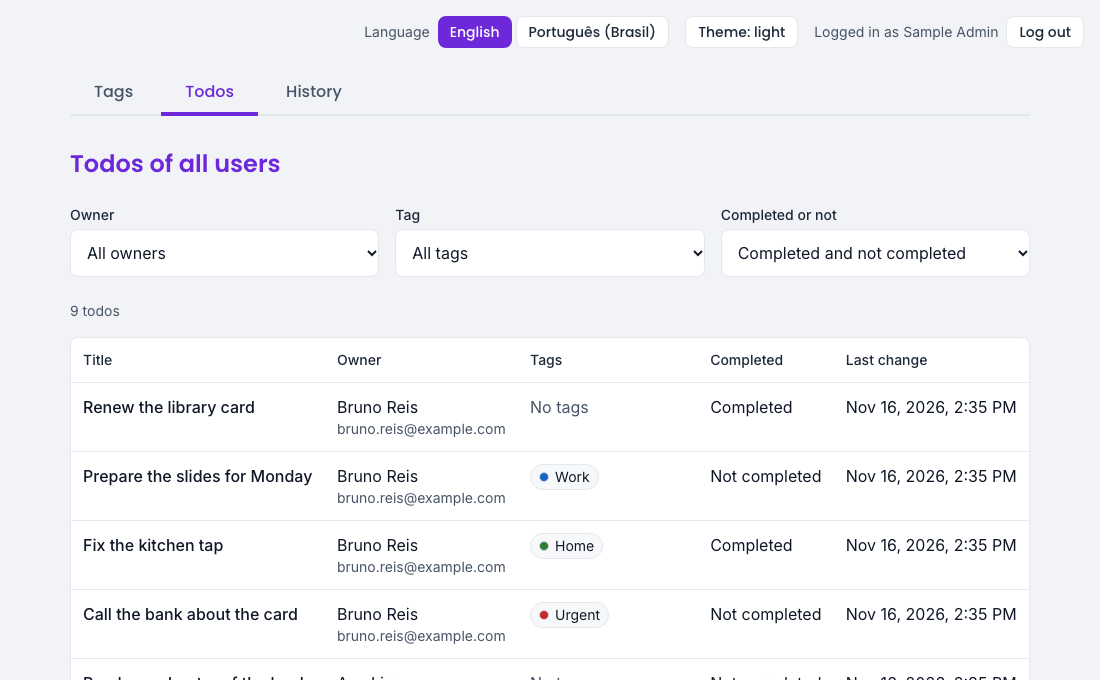 Language English Português (Brasil) Theme: light Logged in as Sample Admin Log out
Tags Todos History
Todos of all users
Owner Tag Completed or not
All owners All tags Completed and not completed
9 todos
Title Owner Tags Completed Last change
Renew the library card Bruno Reis No tags Completed Nov 16, 2026, 2:35 PM
bruno.reis@example.com
Prepare the slides for Monday Bruno Reis Work Not completed Nov 16, 2026, 2:35 PM
bruno.reis@example.com
Fix the kitchen tap Bruno Reis Home Completed Nov 16, 2026, 2:35 PM
bruno.reis@example.com
Call the bank about the card Bruno Reis Urgent Not completed Nov 16, 2026, 2:35 PM
bruno.reis@example.com